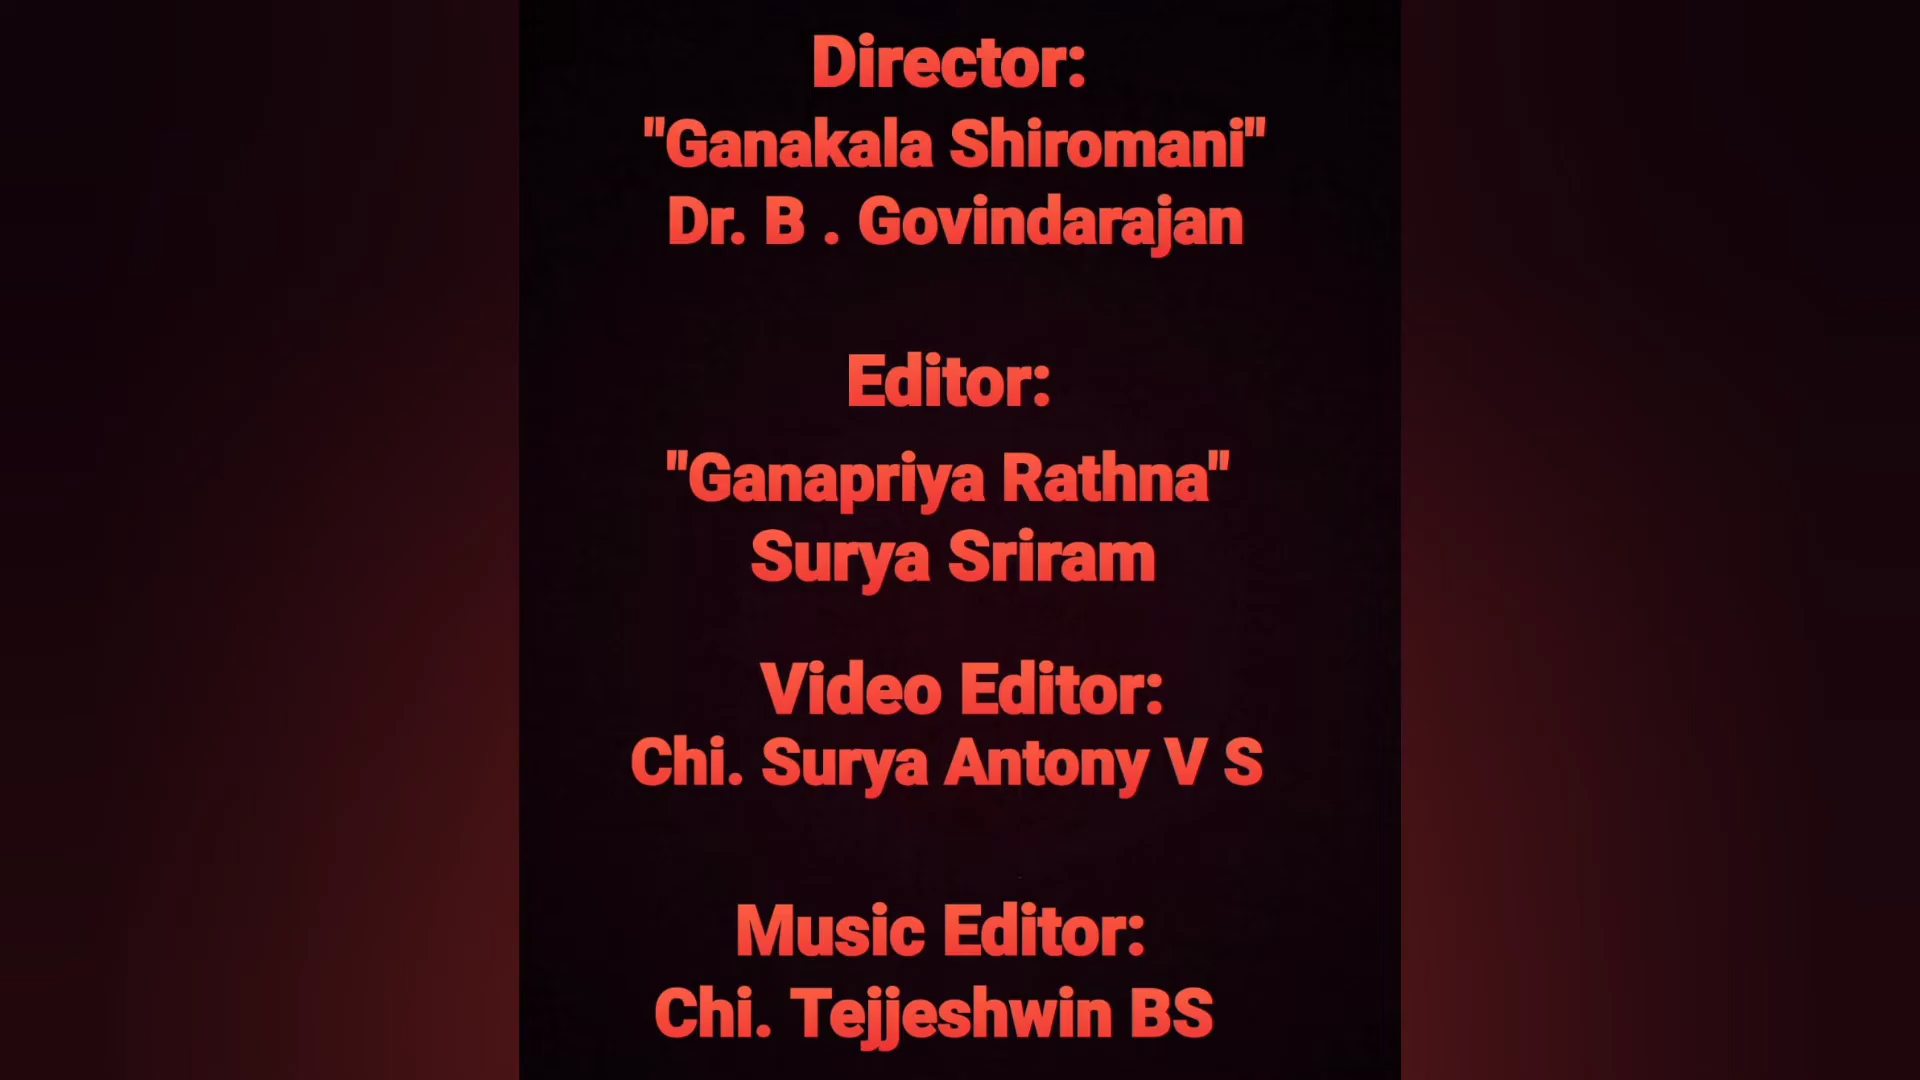 Director:
"Ganakala Shiromani"
Dr. B . Govindarajan
Editor:
"Ganapriya Rathna"
Surya Sriram
Video Editor:
Chi. Surya Antony V S
Music Editor:
Chi. Tejjeshwin BS